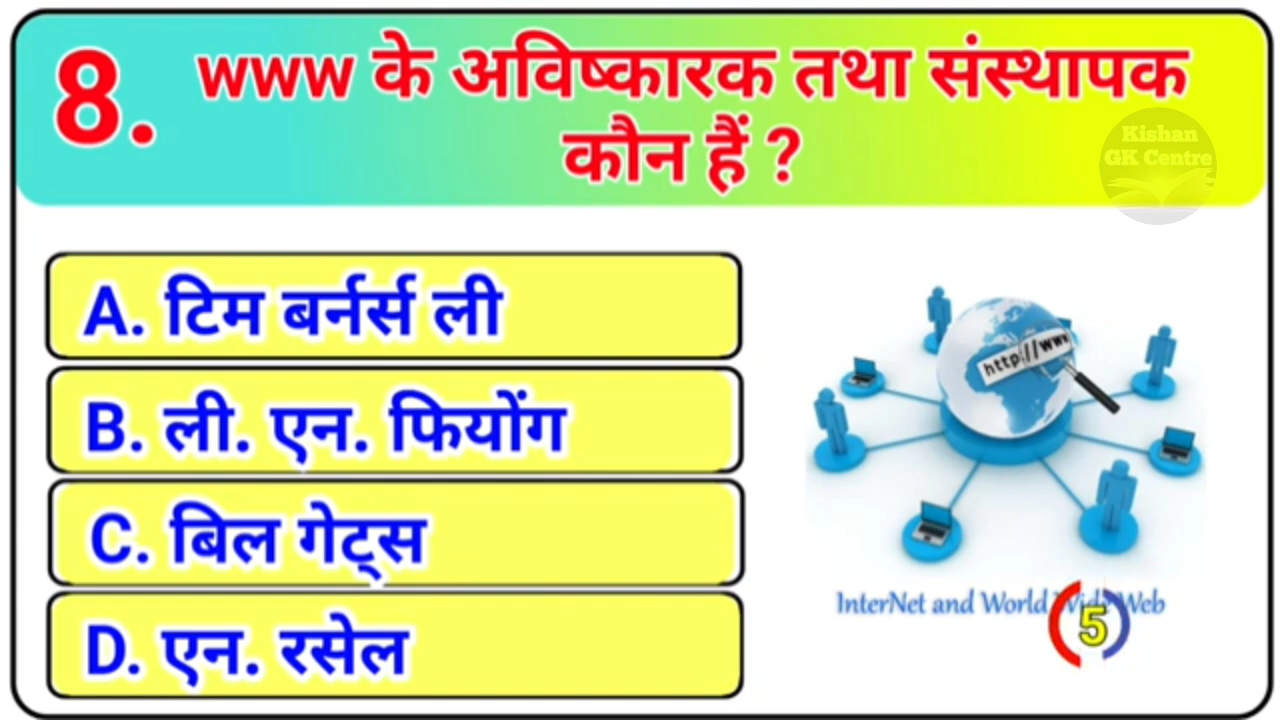 8. www के अविष्कारक तथा संस्थापक
कौन हैं ?
Kishan
GK Centre
A. टिम बर्नर्स ली
B. ली. एन. फियोंग
C. बिल गेट्स
D. एन. रसेल
http://www
InterNet and World Wide Web
5